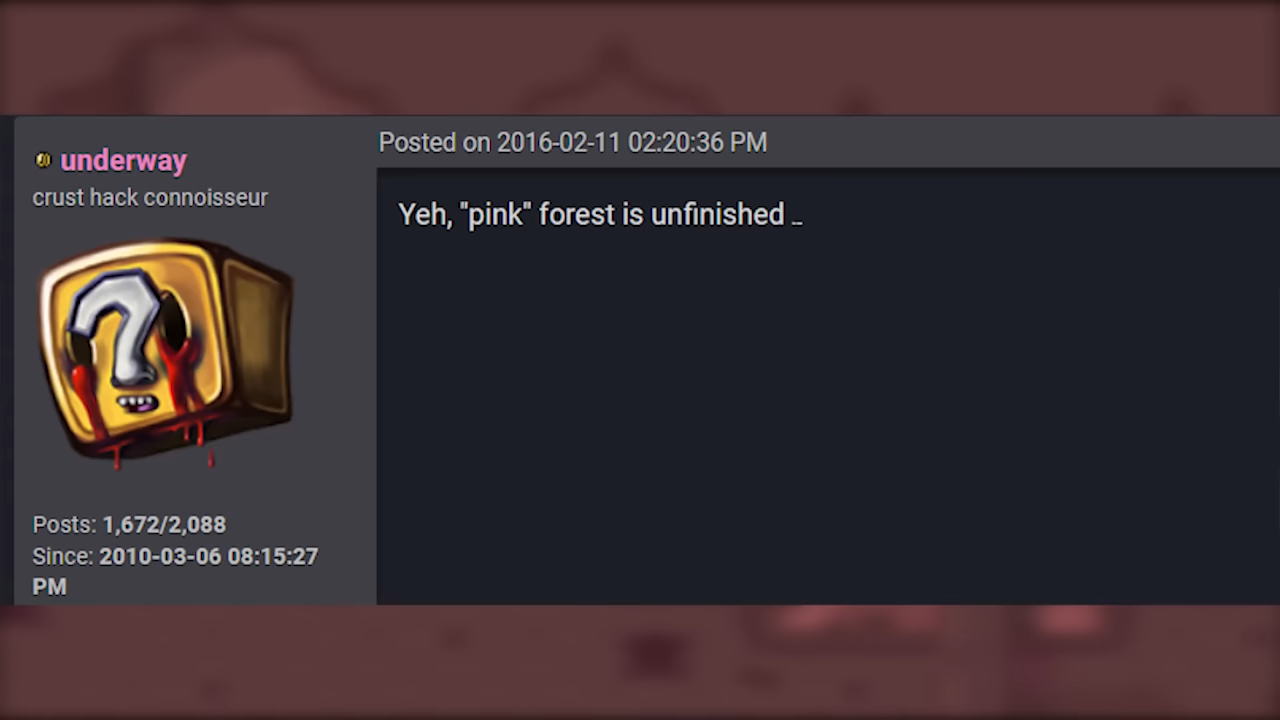 underway
crust hack connoisseur
Posts: 1,672/2,088
Since: 2010-03-06 08:15:27
PM
Posted on 2016-02-11 02:20:36 PM
Yeh, "pink" forest is unfinished ..